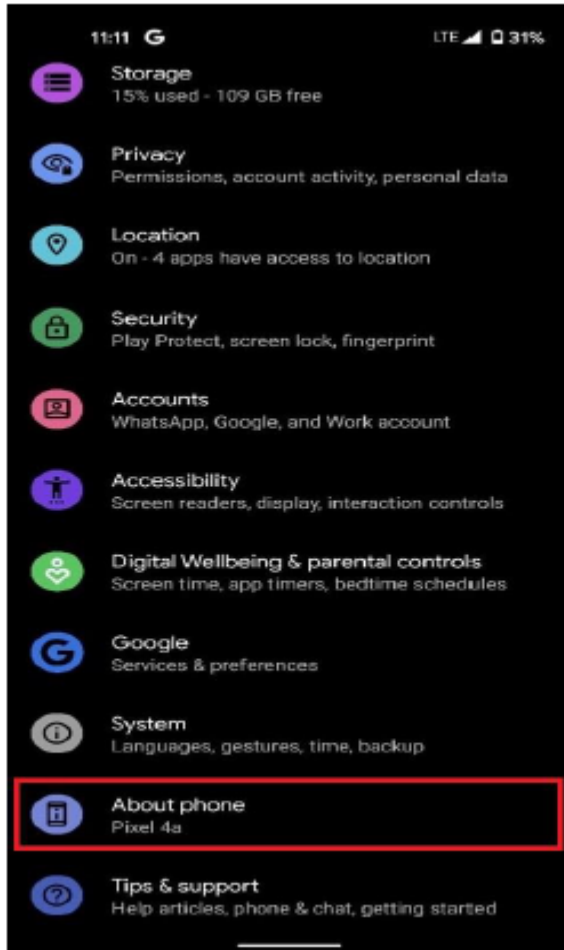 11:11 G LTE 31%
Storage
15% used - 109 GB free
Privacy
Permissions, account activity, personal data
Location
On - 4 apps have access to location
Security
Play Protect, screen lock, fingerprint
Accounts
WhatsApp, Google, and Work account
Accessibility
Screen readers, display, interaction controls
Digital Wellbeing & parental controls
Screen time, app timers, bedtime schedules
Google
Services & preferences
System
Languages, gestures, time, backup
About phone
Pixel 4a
Tips & support
Help articles, phone & chat, getting started